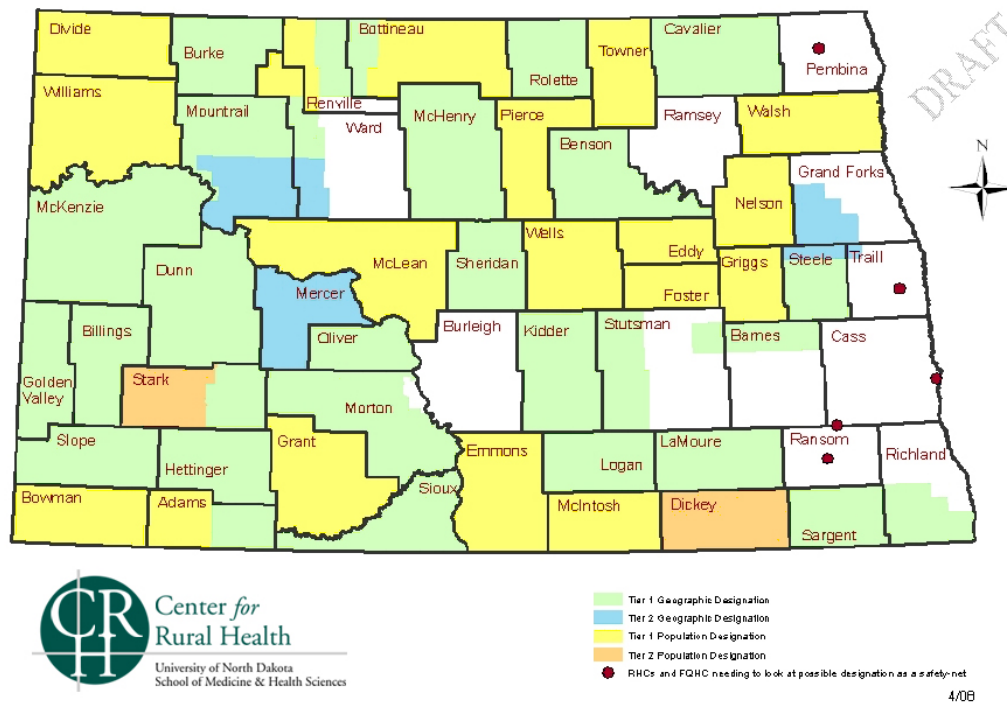 Divide
Burke
Bottineau
Cavalier
Towner
Rolette
Pembina
DRAFT
Williams
Mountrail
Renville
Ward
McHenry
Pierce
Ramsey
Walsh
Benson
Grand Forks
N
McKenzie
Nelson
Dunn
McLean
Sheridan
Wells
Eddy
Griggs
Steele
Traill
Mercer
Foster
Billings
Oliver
Burleigh
Kidder
Stutsman
Barnes
Cass
Golden
Valley
Stark
Morton
Slope
Hettinger
Grant
Emmons
Logan
LaMoure
Ransom
Richland
Bowman
Adams
Sioux
McIntosh
Dickey
Sargent
CRH
Center for
Rural Health
University of North Dakota
School of Medicine & Health Sciences
Tier 1 Geographic Designation
Tier 2 Geographic Designation
Tier 1 Population Designation
Tier 2 Population Designation
RHCs and FQHC needing to look at possible designation as a safety-net
4/08